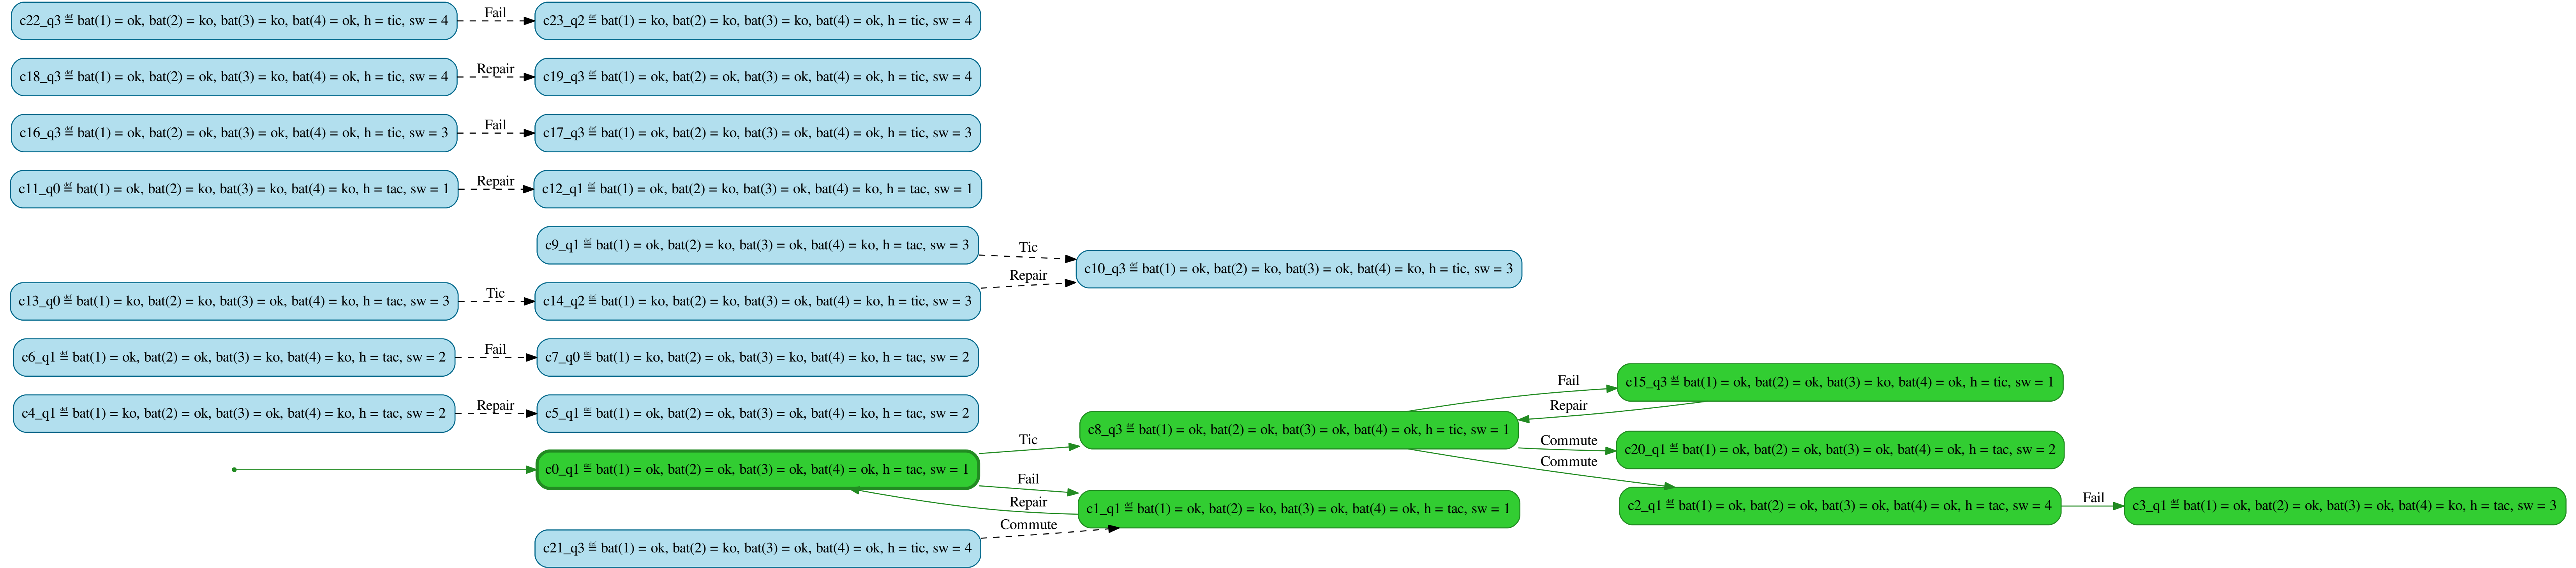 c22_q3 ≝ bat(1) = ok, bat(2) = ko, bat(3) = ko, bat(4) = ok, h = tic, sw = 4
Fail
c23_q2 ≝ bat(1) = ko, bat(2) = ko, bat(3) = ko, bat(4) = ok, h = tic, sw = 4
c18_q3 ≝ bat(1) = ok, bat(2) = ok, bat(3) = ko, bat(4) = ok, h = tic, sw = 4
Repair
c19_q3 ≝ bat(1) = ok, bat(2) = ok, bat(3) = ok, bat(4) = ok, h = tic, sw = 4
c16_q3 ≝ bat(1) = ok, bat(2) = ok, bat(3) = ok, bat(4) = ok, h = tic, sw = 3
Fail
c17_q3 ≝ bat(1) = ok, bat(2) = ko, bat(3) = ok, bat(4) = ok, h = tic, sw = 3
c11_q0 ≝ bat(1) = ok, bat(2) = ko, bat(3) = ko, bat(4) = ko, h = tac, sw = 1
Repair
c12_q1 ≝ bat(1) = ok, bat(2) = ko, bat(3) = ok, bat(4) = ko, h = tac, sw = 1
c9_q1 ≝ bat(1) = ok, bat(2) = ko, bat(3) = ok, bat(4) = ko, h = tac, sw = 3
Tic
c10_q3 ≝ bat(1) = ok, bat(2) = ko, bat(3) = ok, bat(4) = ko, h = tic, sw = 3
Repair
c13_q0 ≝ bat(1) = ko, bat(2) = ko, bat(3) = ok, bat(4) = ko, h = tac, sw = 3
Tic
c14_q2 ≝ bat(1) = ko, bat(2) = ko, bat(3) = ok, bat(4) = ko, h = tic, sw = 3
c6_q1 ≝ bat(1) = ok, bat(2) = ok, bat(3) = ko, bat(4) = ko, h = tac, sw = 2
Fail
c7_q0 ≝ bat(1) = ko, bat(2) = ok, bat(3) = ko, bat(4) = ko, h = tac, sw = 2
c4_q1 ≝ bat(1) = ko, bat(2) = ok, bat(3) = ok, bat(4) = ko, h = tac, sw = 2
Repair
c5_q1 ≝ bat(1) = ok, bat(2) = ok, bat(3) = ok, bat(4) = ko, h = tac, sw = 2
Fail
c15_q3 ≝ bat(1) = ok, bat(2) = ok, bat(3) = ko, bat(4) = ok, h = tic, sw = 1
Repair
c8_q3 ≝ bat(1) = ok, bat(2) = ok, bat(3) = ok, bat(4) = ok, h = tic, sw = 1
Tic
Commute
c20_q1 ≝ bat(1) = ok, bat(2) = ok, bat(3) = ok, bat(4) = ok, h = tac, sw = 2
Commute
c0_q1 ≝ bat(1) = ok, bat(2) = ok, bat(3) = ok, bat(4) = ok, h = tac, sw = 1
Fail
Repair
c1_q1 ≝ bat(1) = ok, bat(2) = ko, bat(3) = ok, bat(4) = ok, h = tac, sw = 1
c2_q1 ≝ bat(1) = ok, bat(2) = ok, bat(3) = ok, bat(4) = ok, h = tac, sw = 4
Fail
c3_q1 ≝ bat(1) = ok, bat(2) = ok, bat(3) = ok, bat(4) = ko, h = tac, sw = 3
Commute
c21_q3 ≝ bat(1) = ok, bat(2) = ko, bat(3) = ok, bat(4) = ok, h = tic, sw = 4